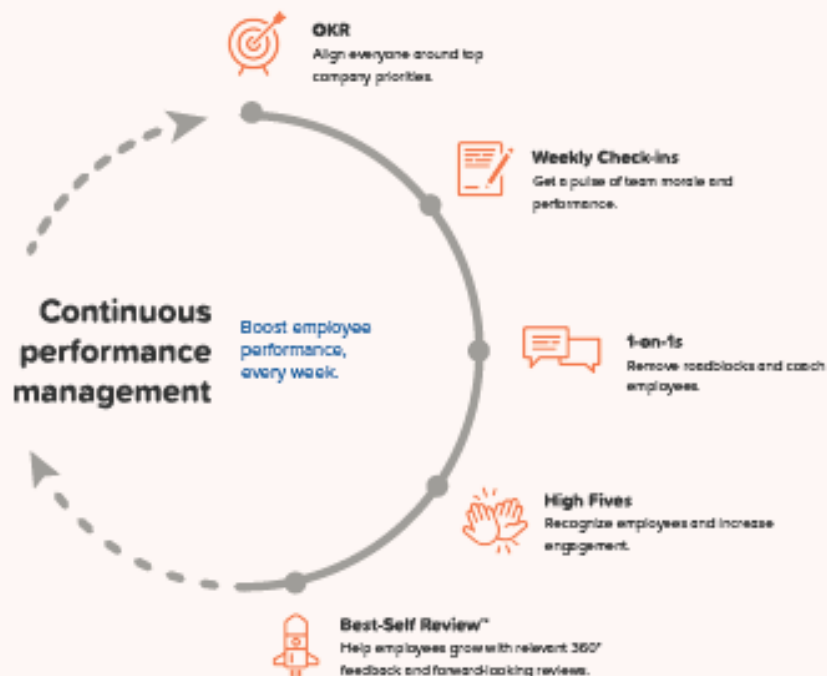 OKR
Align everyone around top
company priorities.
Weekly Check-ins
Get a pulse of team morale and
performance.
Continuous
performance
management
Boost employee
performance,
every week.
1-on-1s
Remove roadblocks and coach
employees.
High Fives
Recognize employees and increase
engagement.
Best-Self Review™
Help employees grow with relevant 360°
feedback and forward-looking reviews.